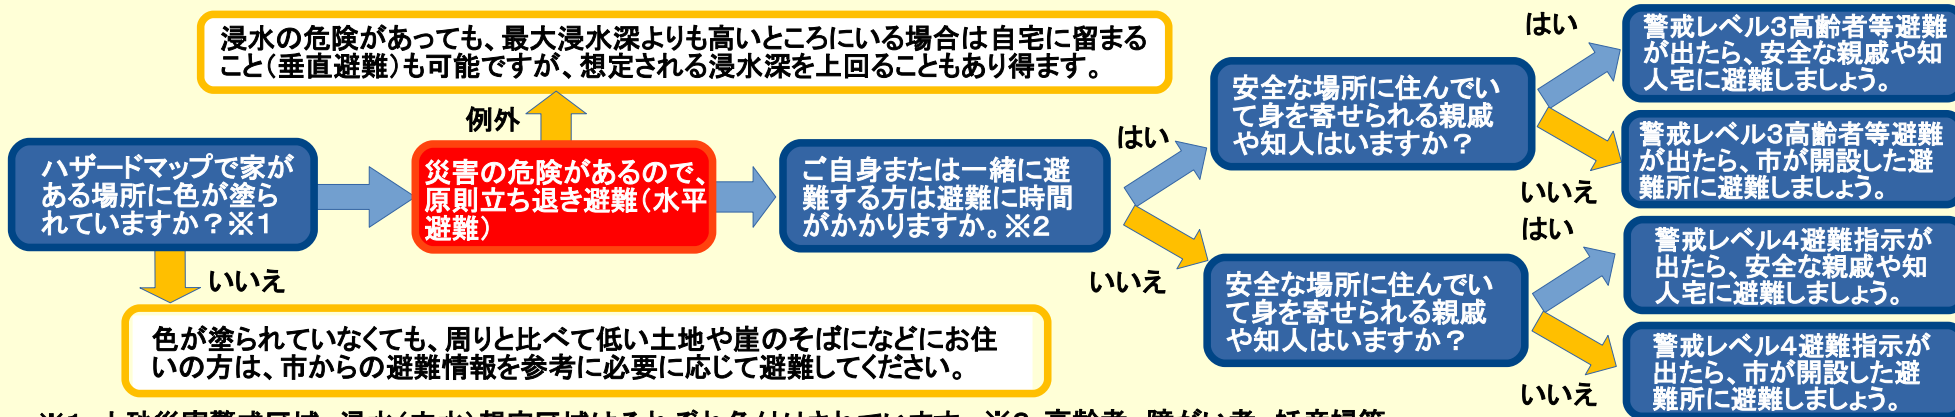 浸水の危険があっても、最大浸水深よりも高いところにいる場合は自宅に留まる
こと(垂直避難)も可能ですが、想定される浸水深を上回ることもあり得ます。
例外
ハザードマップで家が
ある場所に色が塗ら
れていますか?※1
災害の危険があるので、
原則立ち退き避難(水平
避難)
ご自身または一緒に避
難する方は避難に時間
がかかりますか。※2
はい
安全な場所に住んでい
て身を寄せられる親戚
や知人はいますか?
はい
警戒レベル3高齢者等避難
が出たら、安全な親戚や知
人宅に避難しましょう。
いいえ
警戒レベル3高齢者等避難
が出たら、市が開設した避
難所に避難しましょう。
いいえ
安全な場所に住んでい
て身を寄せられる親戚
や知人はいますか?
はい
警戒レベル4避難指示が
出たら、安全な親戚や知
人宅に避難しましょう。
いいえ
警戒レベル4避難指示が
出たら、市が開設した避
難所に避難しましょう。
いいえ
色が塗られていなくても、周りと比べて低い土地や崖のそばになどにお住
いの方は、市からの避難情報を参考に必要に応じて避難してください。